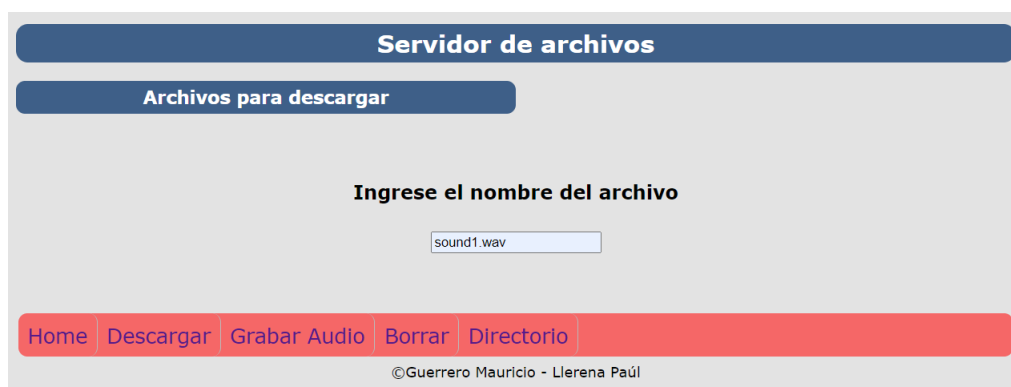 Servidor de archivos
Archivos para descargar
Ingrese el nombre del archivo
sound1.wav
Home Descargar Grabar Audio Borrar Directorio
©Guerrero Mauricio - Llerena Paúl